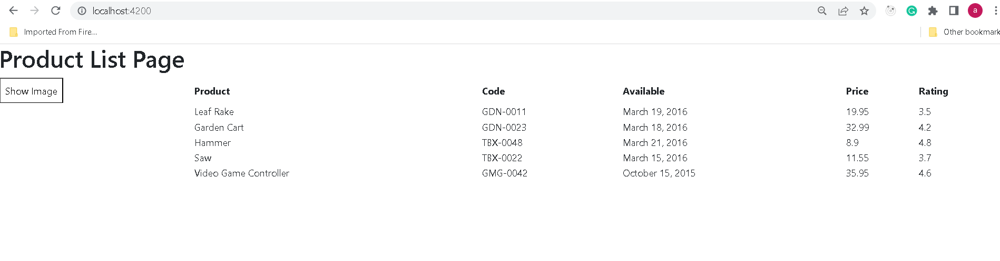 localhost:4200
a
Imported From Fire...
Other bookmark
Product List Page
Show Image Product Code Available Price Rating
Leaf Rake GDN-0011 March 19, 2016 19.95 3.5
Garden Cart GDN-0023 March 18, 2016 32.99 4.2
Hammer TBX-0048 March 21, 2016 8.9 4.8
Saw TBX-0022 March 15, 2016 11.55 3.7
Video Game Controller GMG-0042 October 15, 2015 35.95 4.6